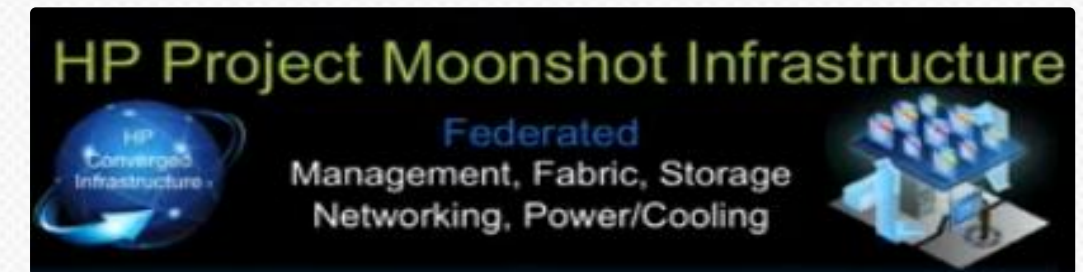 HP Project Moonshot Infrastructure
HP
Converged
Infrastructure
Federated
Management, Fabric, Storage
Networking, Power/Cooling